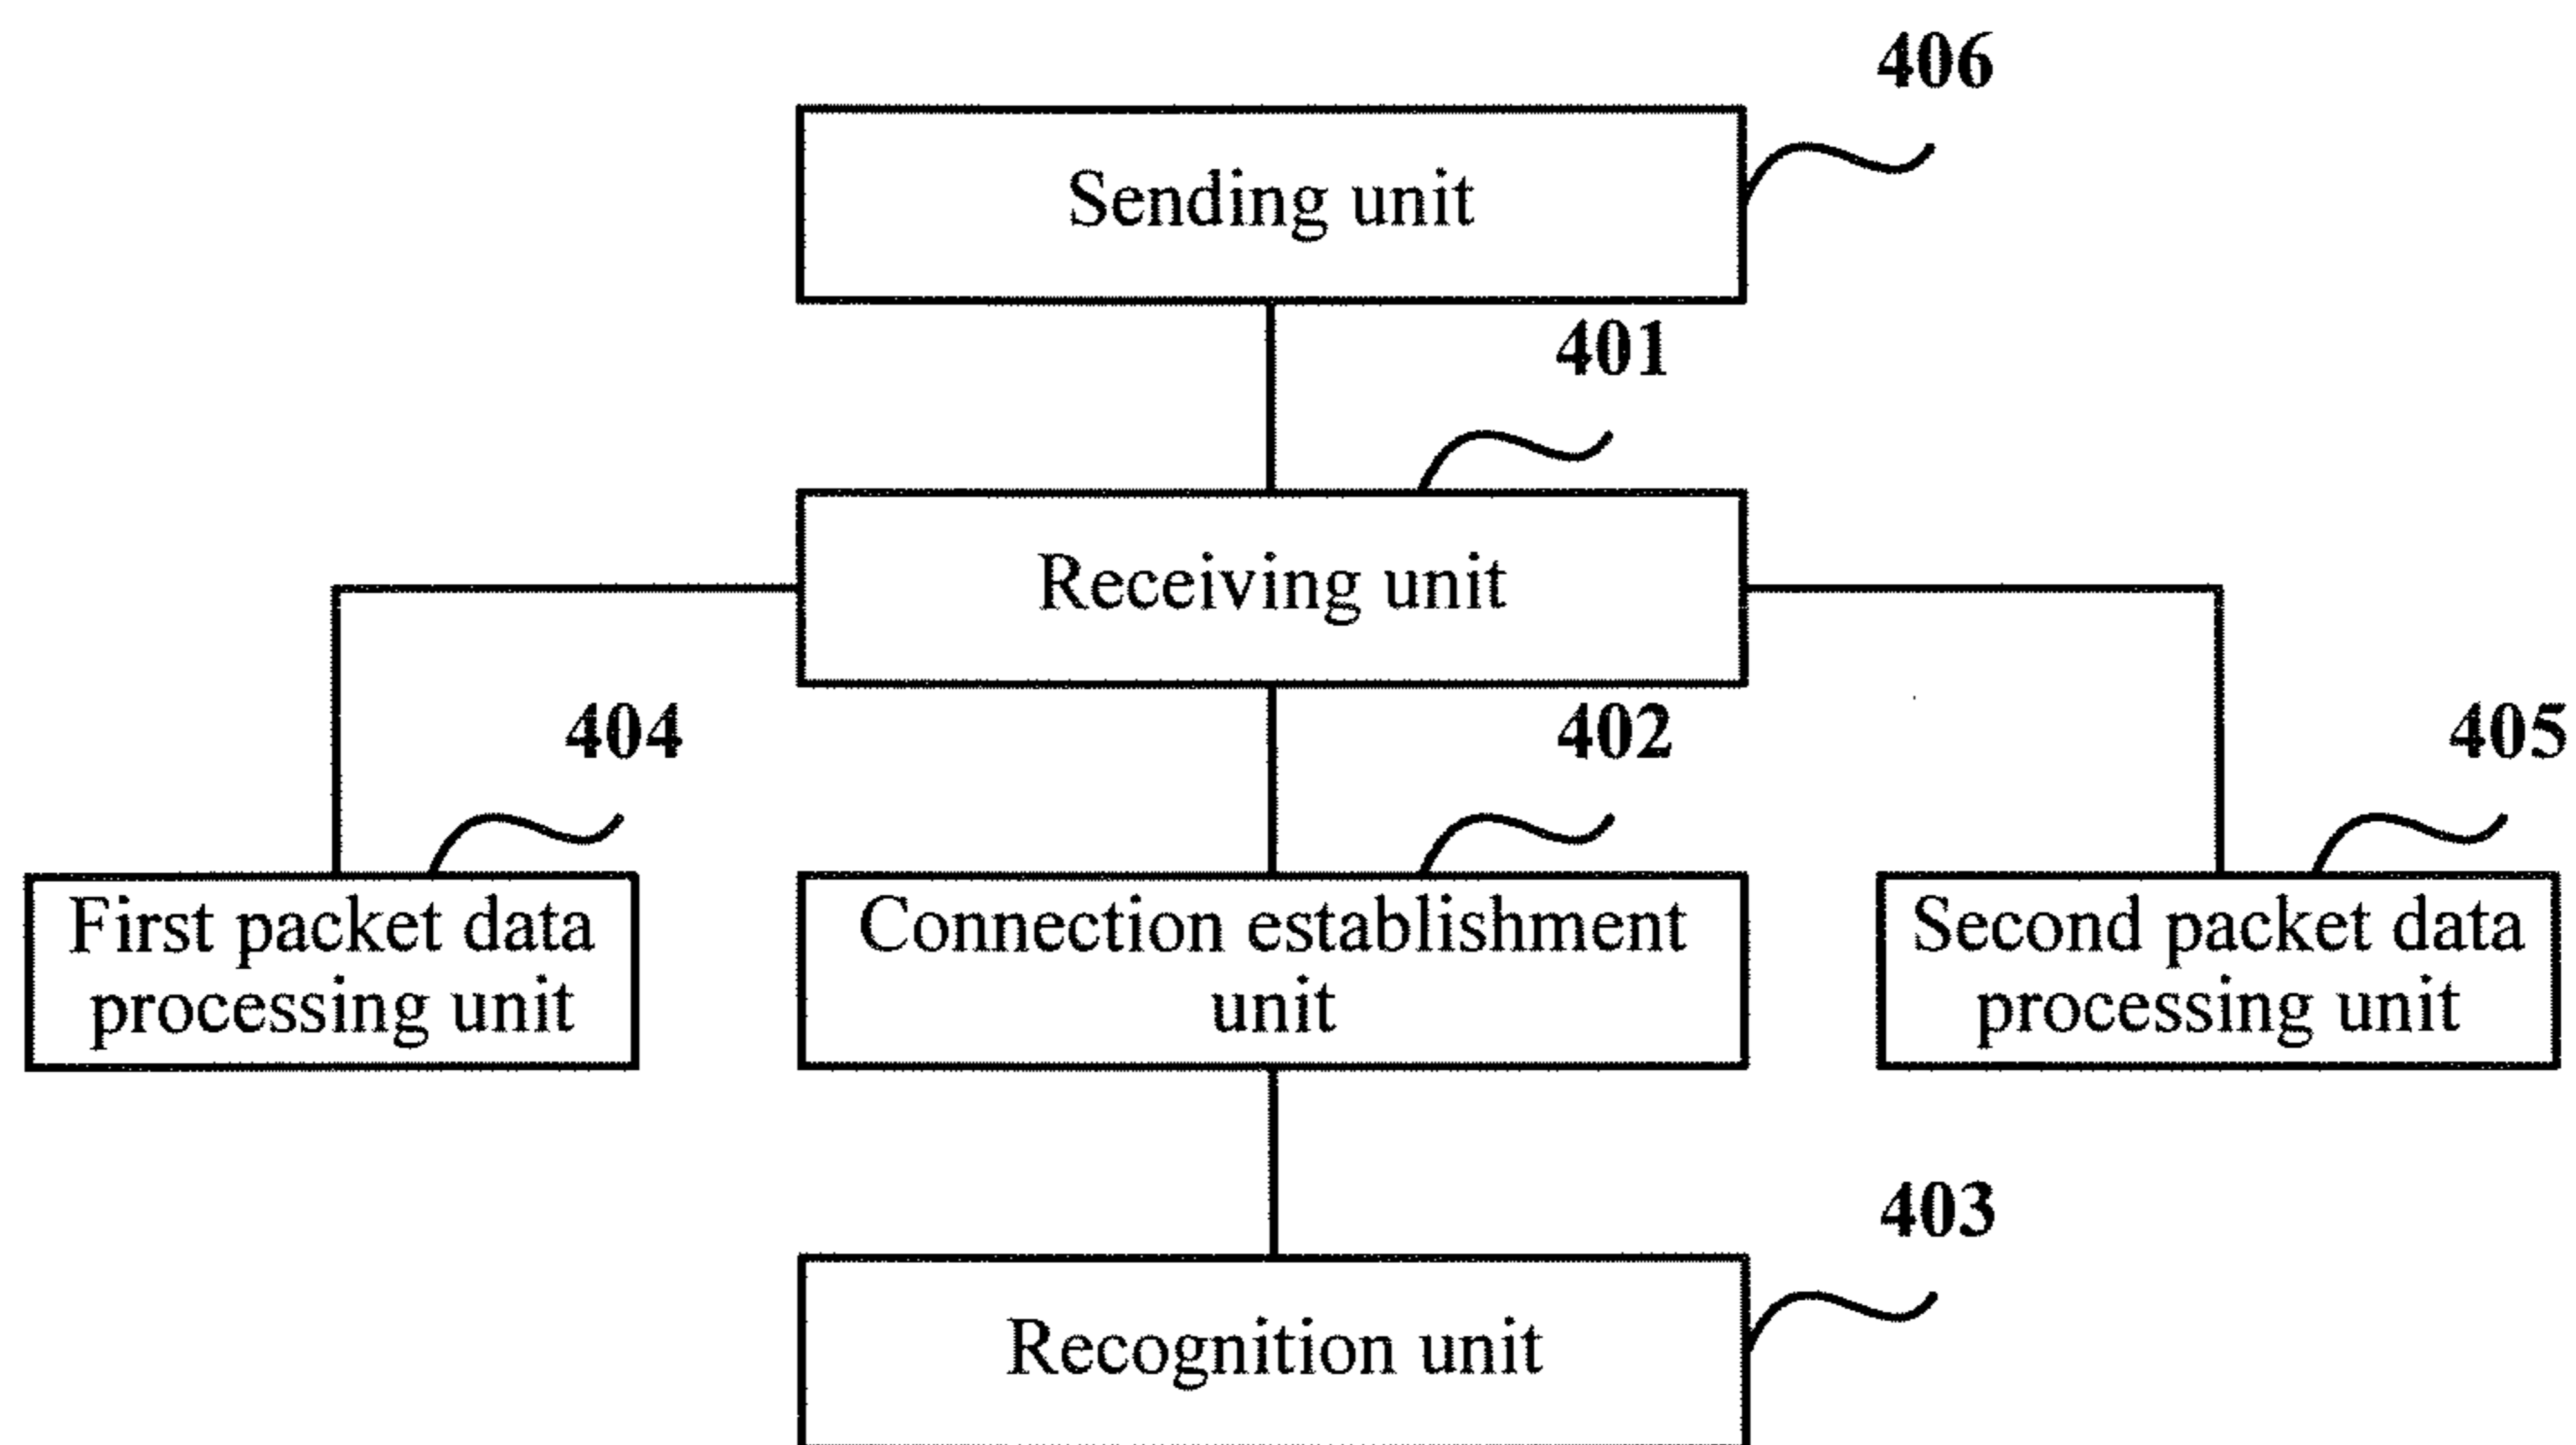 406
Sending unit
401
Receiving unit
404
402
405
First packet data
processing unit
Connection establishment
unit
Second packet data
processing unit
403
Recognition unit